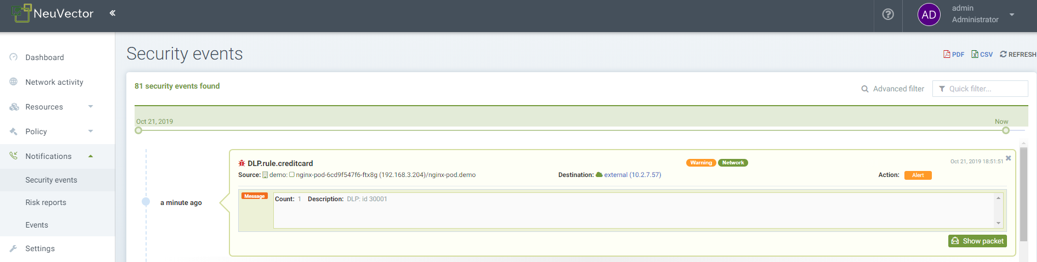 NeuVector «
admin
AD
Administrator
Dashboard
Network activity
Resources
Policy
Notifications
Security events
Risk reports
Events
Settings
Security events
PDF CSV REFRESH
81 security events found
Advanced filter Quick filter...
Oct 21, 2019 Now
a minute ago
DLP.rule.creditcard Warning Network Oct 21, 2019 18:51:51
Source: demo: nginx-pod-6cd9f547f6-ftx8g (192.168.3.204)/nginx-pod.demo Destination: external (10.2.7.57) Action: Alert
Message Count: 1 Description: DLP: id 30001
Show packet